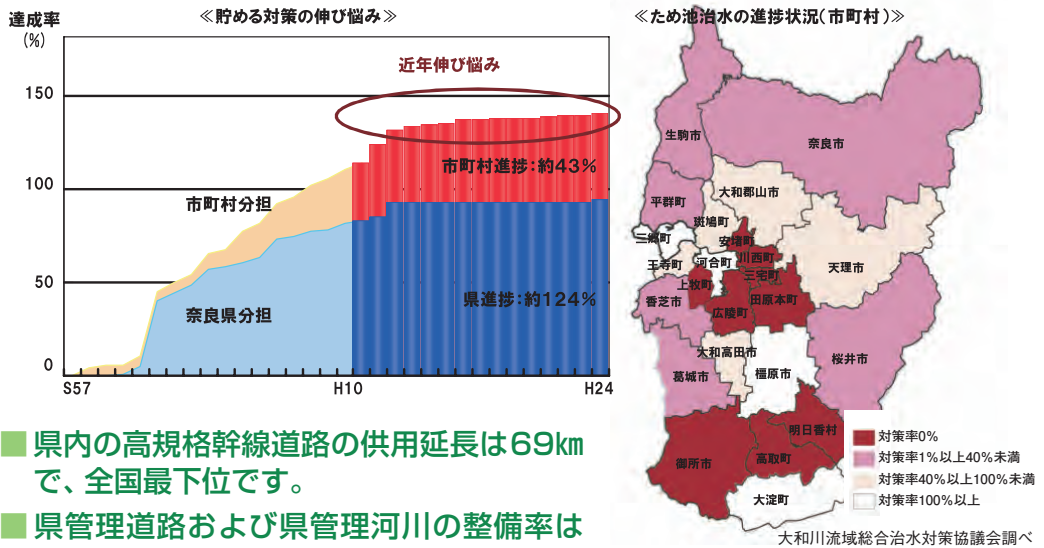 達成率
(%)
≪貯める対策の伸び悩み≫
近年伸び悩み
150
100
50
0
市町村進捗:約43%
市町村分担
県進捗:約124%
奈良県分担
S57
H10
H24
≪ため池治水の進捗状況(市町村)≫
生駒市
奈良市
平群町
大和郡山市
斑鳩町
三郷町
安堵町
王寺町
河合町
川西町
三宅町
天理市
上牧町
香芝市
広陵町
田原本町
大和高田市
葛城市
橿原市
桜井市
明日香村
御所市
高取町
大淀町
対策率0%
対策率1%以上40%未満
対策率40%以上100%未満
対策率100%以上
大和川流域総合治水対策協議会調べ
県内の高規格幹線道路の供用延長は69㎞
で、全国最下位です。
県管理道路および県管理河川の整備率は